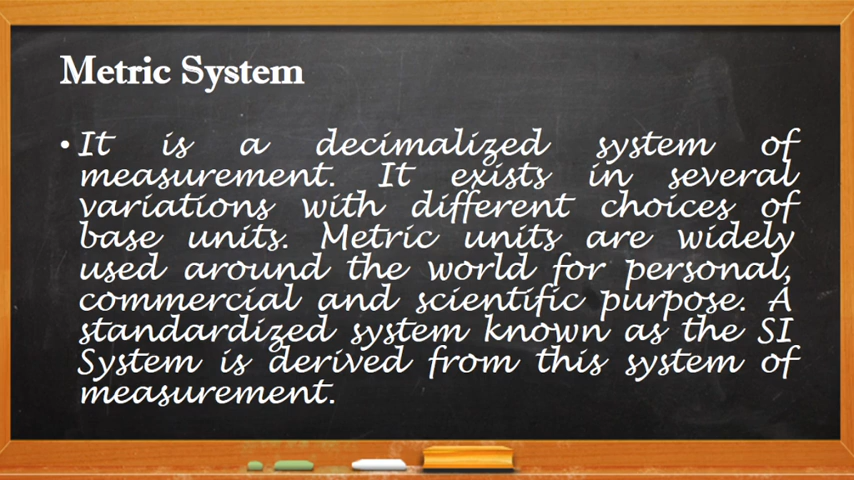 Metric System
• It is a decimalized system of
measurement. It exists in several
variations with different choices of
base units. Metric units are widely
used around the world for personal,
commercial and scientific purpose. A
standardized system known as the SI
System is derived from this system of
measurement.